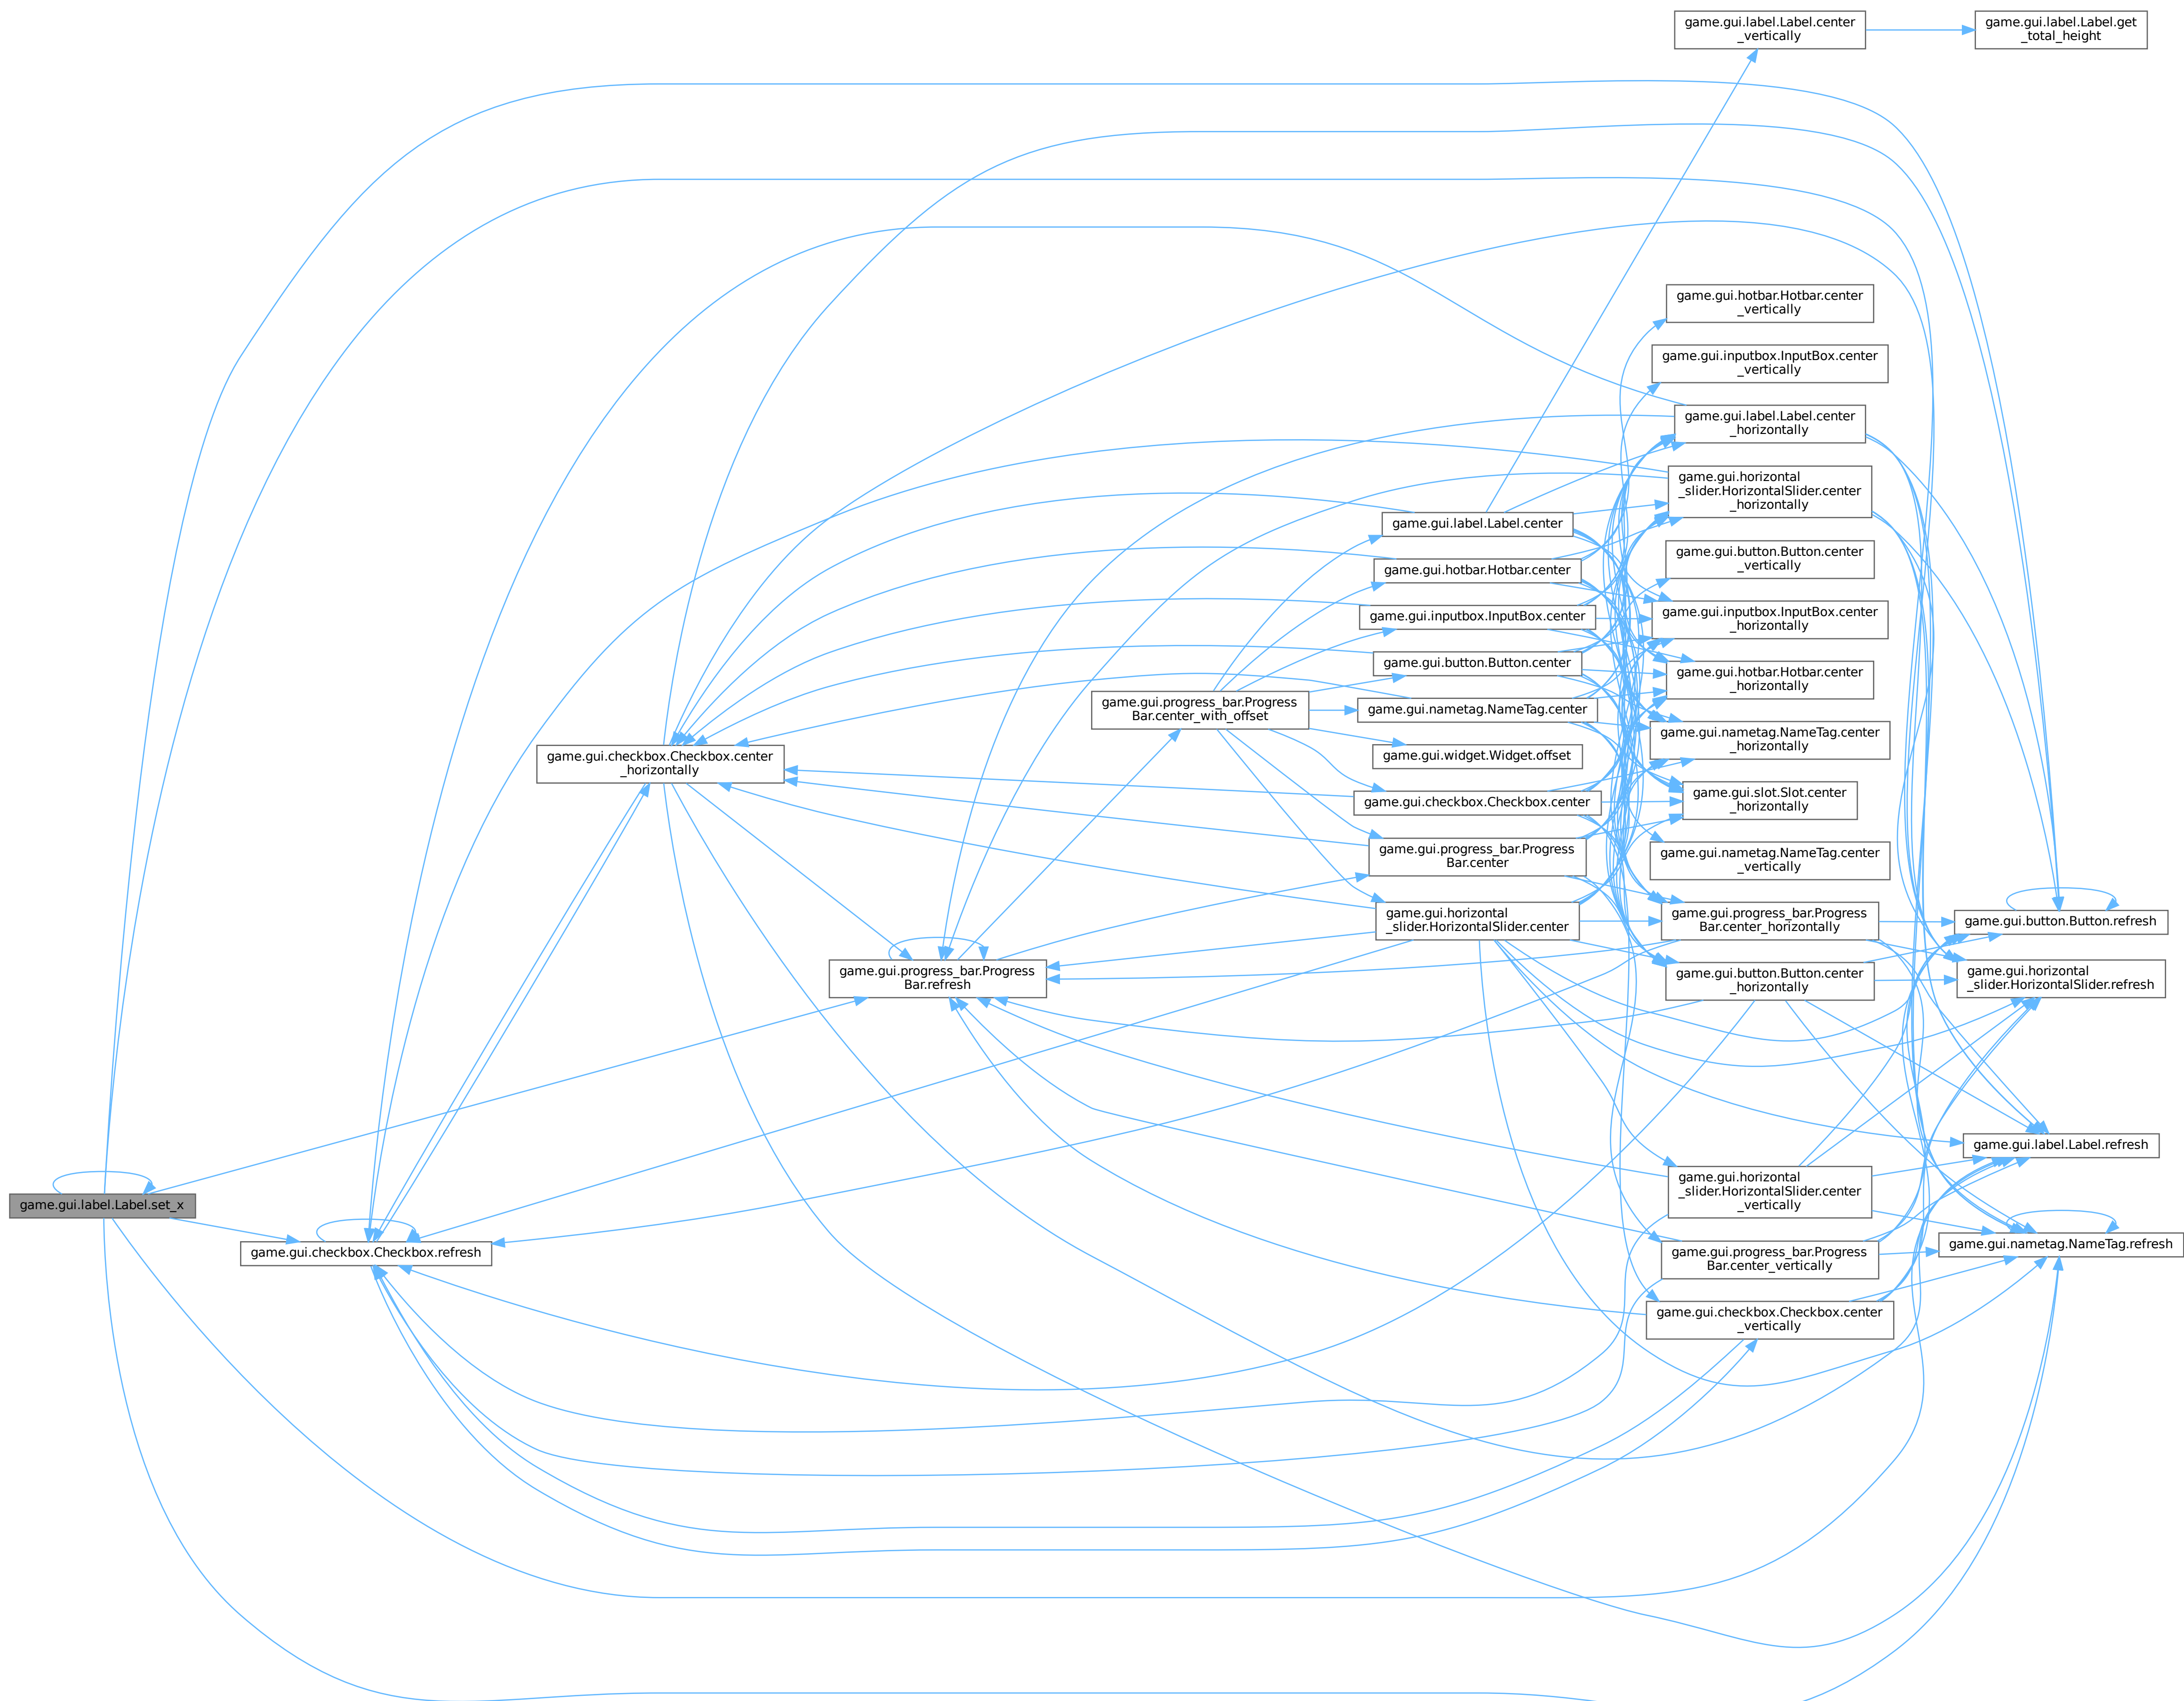 game.gui.label.Label.center
_vertically
game.gui.label.Label.get
_total_height
game.gui.hotbar.Hotbar.center
_vertically
game.gui.inputbox.InputBox.center
_vertically
game.gui.label.Label.center
_horizontally
game.gui.horizontal
_slider.HorizontalSlider.center
_horizontally
game.gui.label.Label.center
game.gui.button.Button.center
_vertically
game.gui.hotbar.Hotbar.center
game.gui.inputbox.InputBox.center
game.gui.inputbox.InputBox.center
_horizontally
game.gui.button.Button.center
game.gui.hotbar.Hotbar.center
_horizontally
game.gui.progress_bar.Progress
Bar.center_with_offset
game.gui.nametag.NameTag.center
game.gui.nametag.NameTag.center
_horizontally
game.gui.checkbox.Checkbox.center
_horizontally
game.gui.widget.Widget.offset
game.gui.checkbox.Checkbox.center
game.gui.slot.Slot.center
_horizontally
game.gui.progress_bar.Progress
Bar.center
game.gui.nametag.NameTag.center
_vertically
game.gui.horizontal
_slider.HorizontalSlider.center
game.gui.progress_bar.Progress
Bar.center_horizontally
game.gui.button.Button.refresh
game.gui.progress_bar.Progress
Bar.refresh
game.gui.button.Button.center
_horizontally
game.gui.horizontal
_slider.HorizontalSlider.refresh
game.gui.label.Label.refresh
game.gui.label.Label.set_x
game.gui.horizontal
_slider.HorizontalSlider.center
_vertically
game.gui.checkbox.Checkbox.refresh
game.gui.progress_bar.Progress
Bar.center_vertically
game.gui.nametag.NameTag.refresh
game.gui.checkbox.Checkbox.center
_vertically